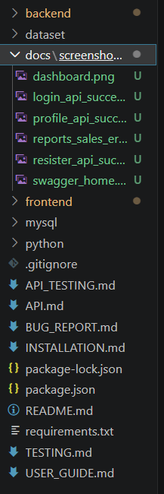 backend
dataset
docs\screensho...
dashboard.png U
login_api_succe... U
profile_api_succ... U
reports_sales_er... U
resister_api_suc... U
swagger_home.... U
frontend
mysql
python
.gitignore
API_TESTING.md
API.md
BUG_REPORT.md
INSTALLATION.md
package-lock.json
package.json
README.md
requirements.txt
TESTING.md
USER_GUIDE.md